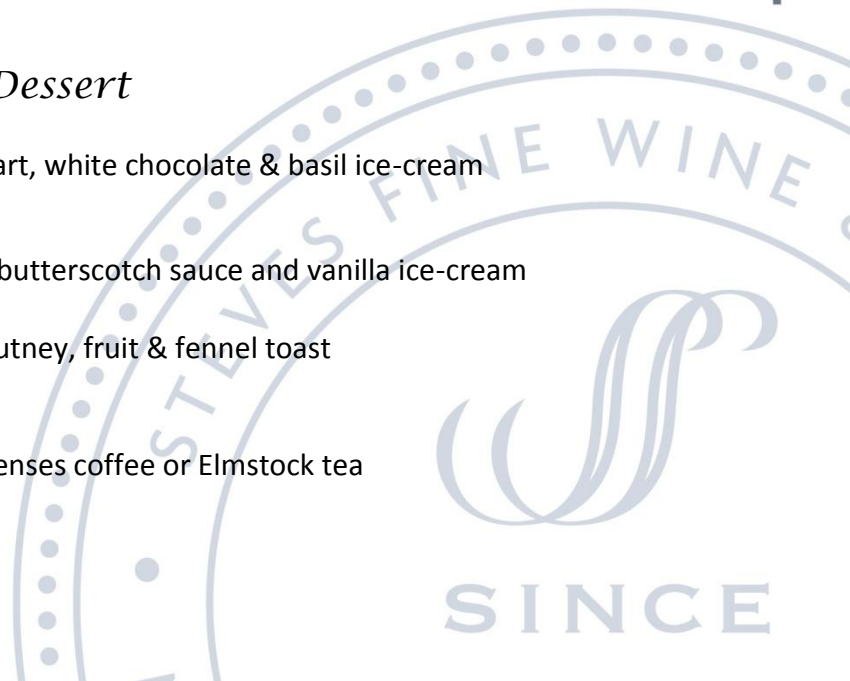 Dessert
art, white chocolate & basil ice-cream
butterscotch sauce and vanilla ice-cream
utney, fruit & fennel toast
enses coffee or Elmstock tea
STEVES FINE WINE
SINCE